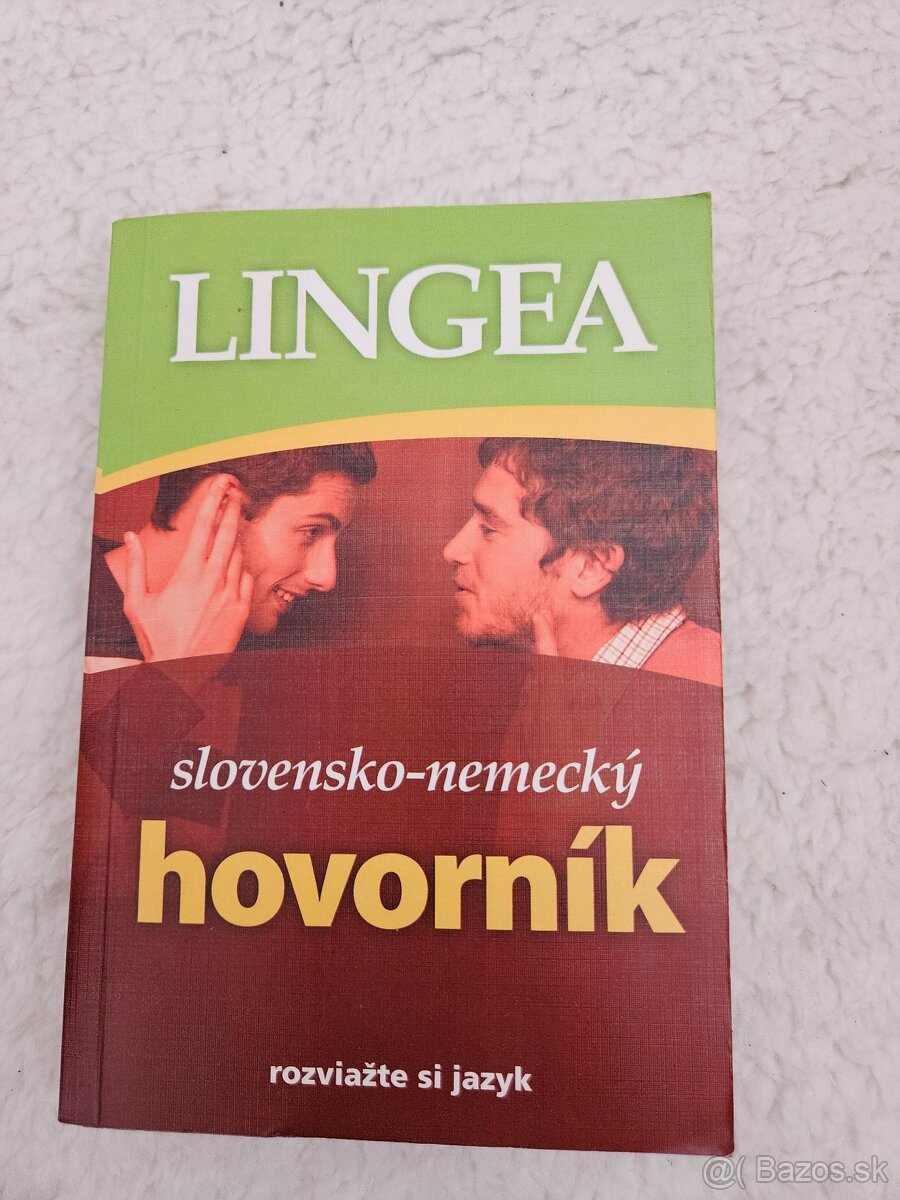 LINGEA
slovensko-nemecký
hovorník
rozviažte si jazyk
@( Bazos.sk